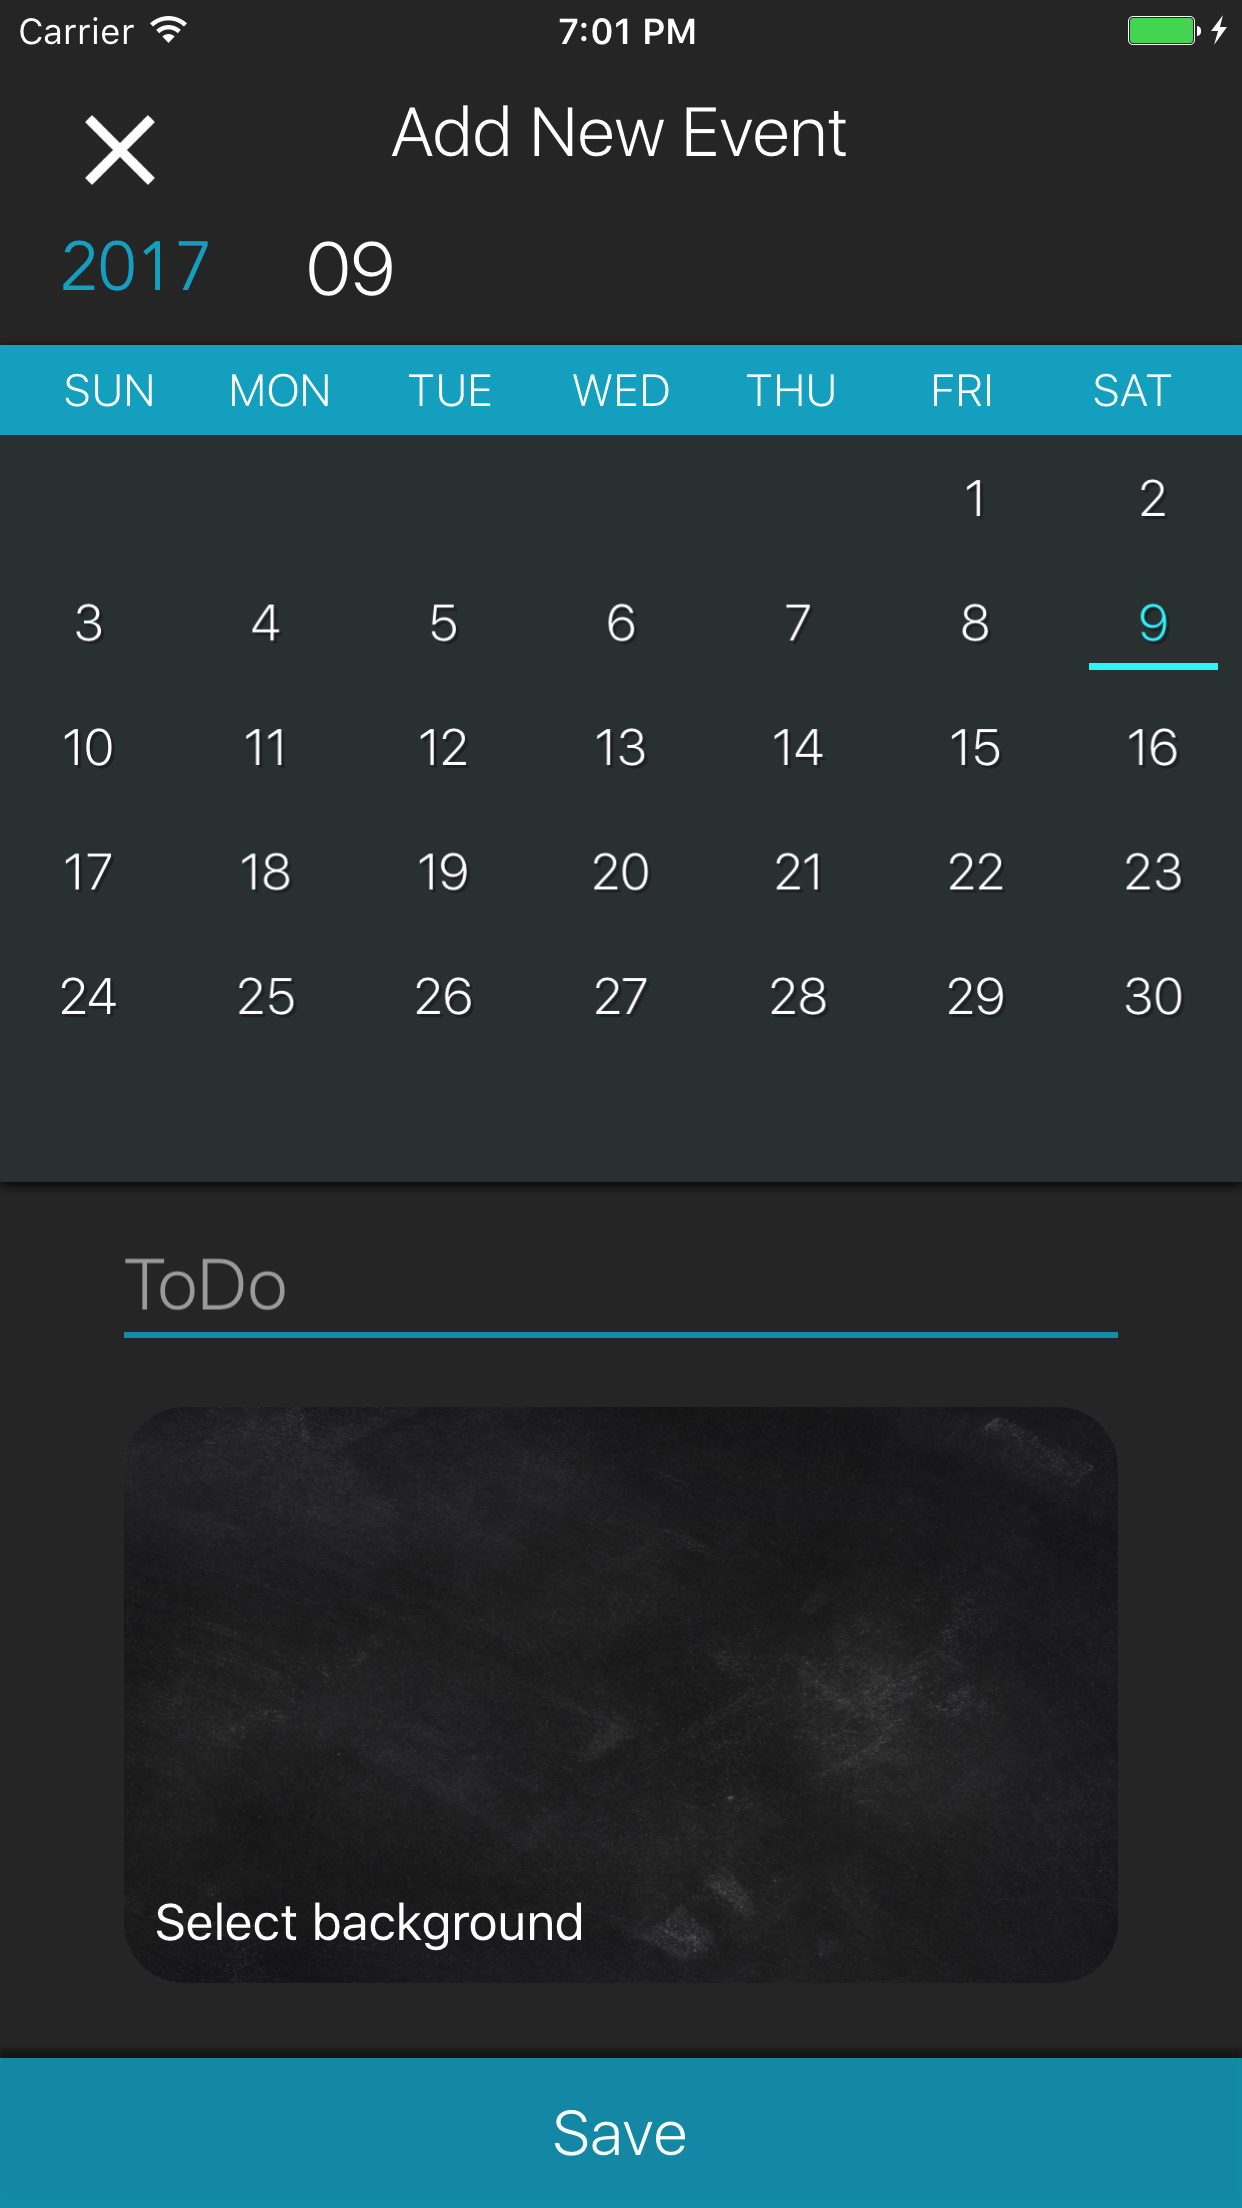 Carrier 7:01 PM
Add New Event
2017 09
SUN MON TUE WED THU FRI SAT
1 2
3 4 5 6 7 8 9
10 11 12 13 14 15 16
17 18 19 20 21 22 23
24 25 26 27 28 29 30
ToDo
Select background
Save